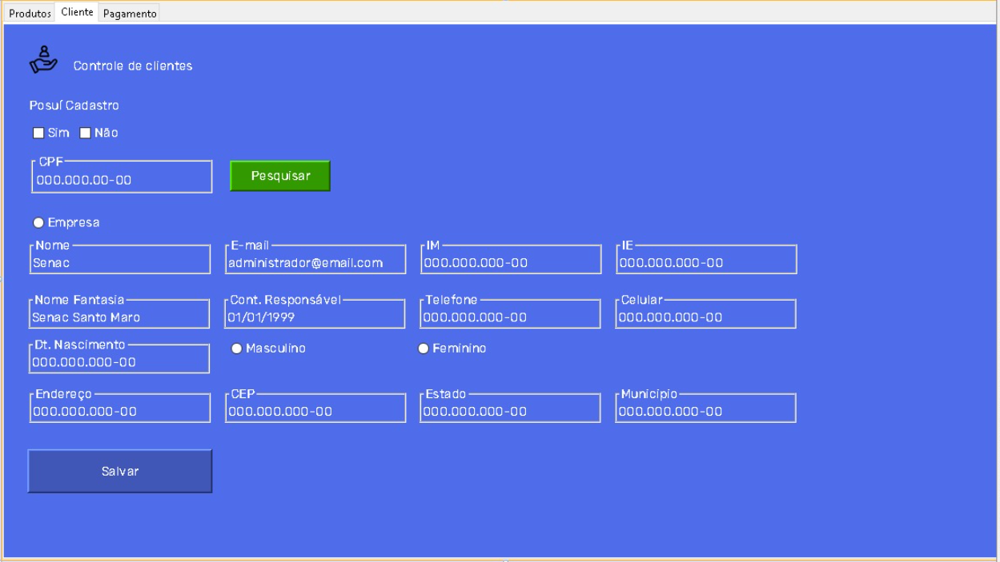 Produtos Cliente Pagamento
Controle de clientes
Posuí Cadastro
Sim Não
CPF
000.000.00-00
Pesquisar
Empresa
Nome E-mail IM IE
Senac administrador@email.com 000.000.000-00 000.000.000-00
Nome Fantasia Cont. Responsável Telefone Celular
Senac Santo Maro 01/01/1999 000.000.000-00 000.000.000-00
Dt. Nascimento Masculino Feminino
000.000.000-00
Endereço CEP Estado Município
000.000.000-00 000.000.000-00 000.000.000-00 000.000.000-00
Salvar